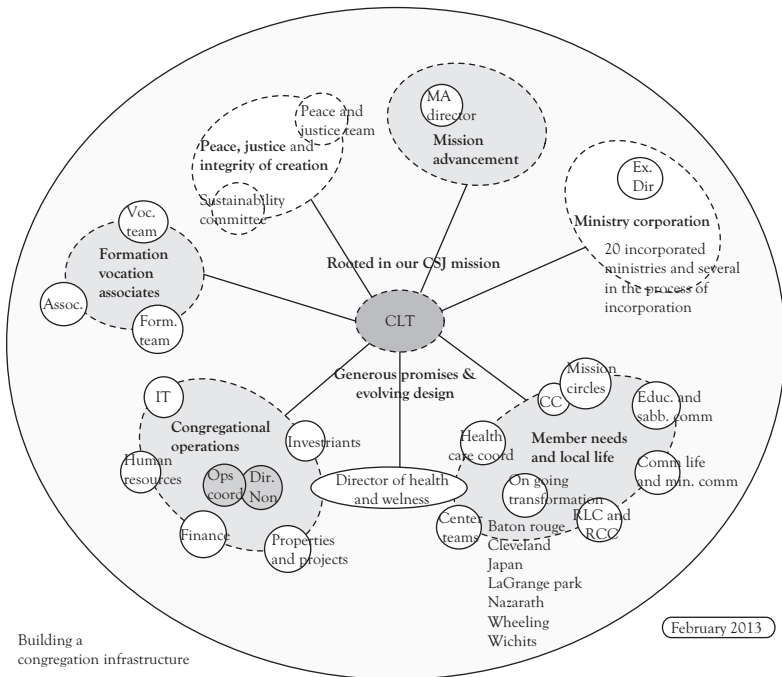 MA
director
Mission
advancement
Peace and
justice team
Peace, justice and
integrity of creation
Sustainability
committee
Ex.
Dir
Ministry corporation
20 incorporated
ministries and several
in the process of
incorporation
Voc.
team
Formation
vocation
associates
Assoc.
Form.
team
Rooted in our CSJ mission
CLT
Generous promises &
evolving design
IT
Congregational
operations
Investriants
Human
resources
Ops
coord
Dir.
Non
Finance
Properties
and projects
Director of health
and welness
Mission
circles
CC
Educ. and
sabb. comm
Health
care coord
Member needs
and local life
Comm life
and min. comm
On going
transformation
Center
teams
RLC and
RCC
Baton rouge
Cleveland
Japan
LaGrange park
Nazarath
Wheeling
Wichits
February 2013
Building a
congregation infrastructure